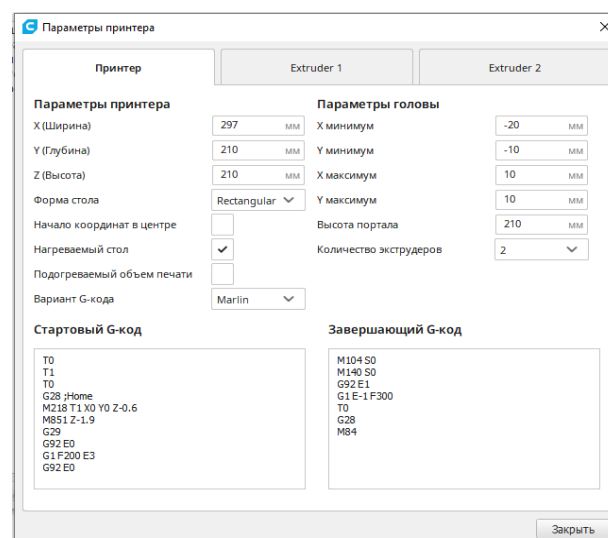 Параметры принтера
Принтер
Extruder 1
Extruder 2
Параметры принтера
X (Ширина) 297 мм
Y (Глубина) 210 мм
Z (Высота) 210 мм
Форма стола Rectangular
Начало координат в центре
Нагреваемый стол
Подогреваемый объем печати
Вариант G-кода Marlin
Параметры головы
X минимум -20 мм
Y минимум -10 мм
X максимум 10 мм
Y максимум 10 мм
Высота портала 210 мм
Количество экструдеров 2
Стартовый G-код
T0
T1
T0
G28 ;Home
M218 T1 X0 Y0 Z-0.6
M851 Z-1.9
G29
G92 E0
G1 F200 E3
G92 E0
Завершающий G-код
M104 S0
M140 S0
G92 E1
G1 E-1 F300
T0
G28
M84
Закрыть